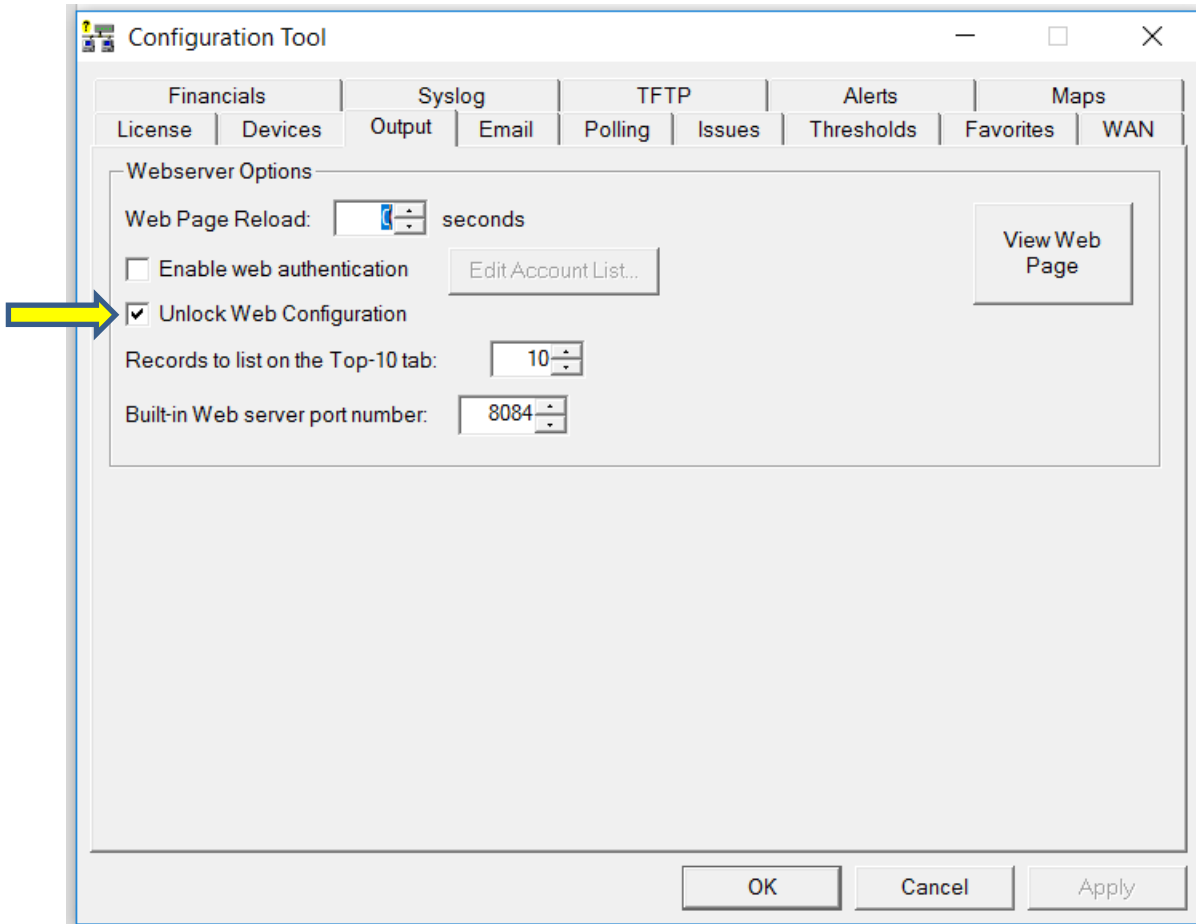 Configuration Tool
Financials Syslog TFTP Alerts Maps
License Devices Output Email Polling Issues Thresholds Favorites WAN
Webserver Options
Web Page Reload: 0 seconds
View Web
Page
Enable web authentication Edit Account List...
Unlock Web Configuration
Records to list on the Top-10 tab: 10
Built-in Web server port number: 8084
OK Cancel Apply